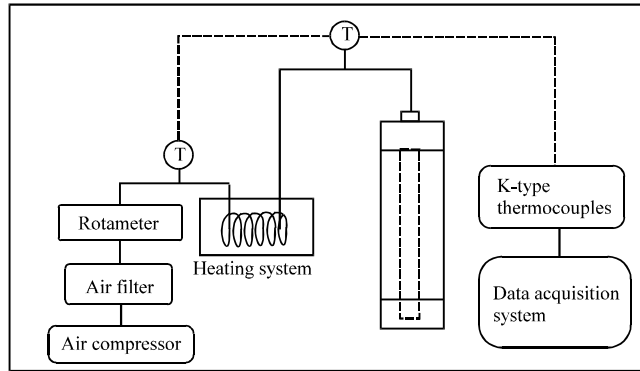 T
T
K-type
thermocouples
Rotameter
Heating system
Air filter
Data acquisition
system
Air compressor